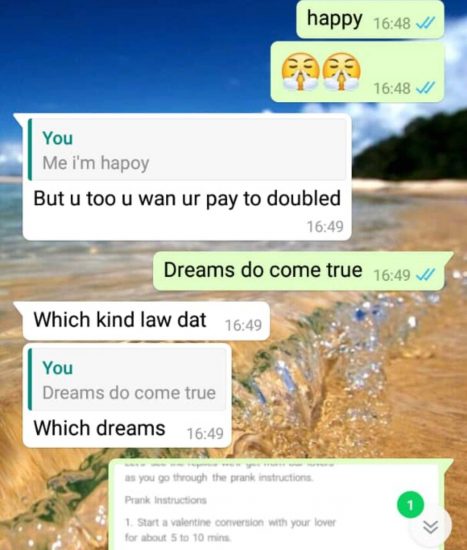 happy 16:48
16:48
You
Me i'm hapoy
But u too u wan ur pay to doubled
16:49
Dreams do come true 16:49
Which kind law dat 16:49
You
Dreams do come true
Which dreams 16:49
as you go through the prank instructions.
Prank Instructions
1. Start a valentine conversion with your lover
for about 5 to 10 mins.
1